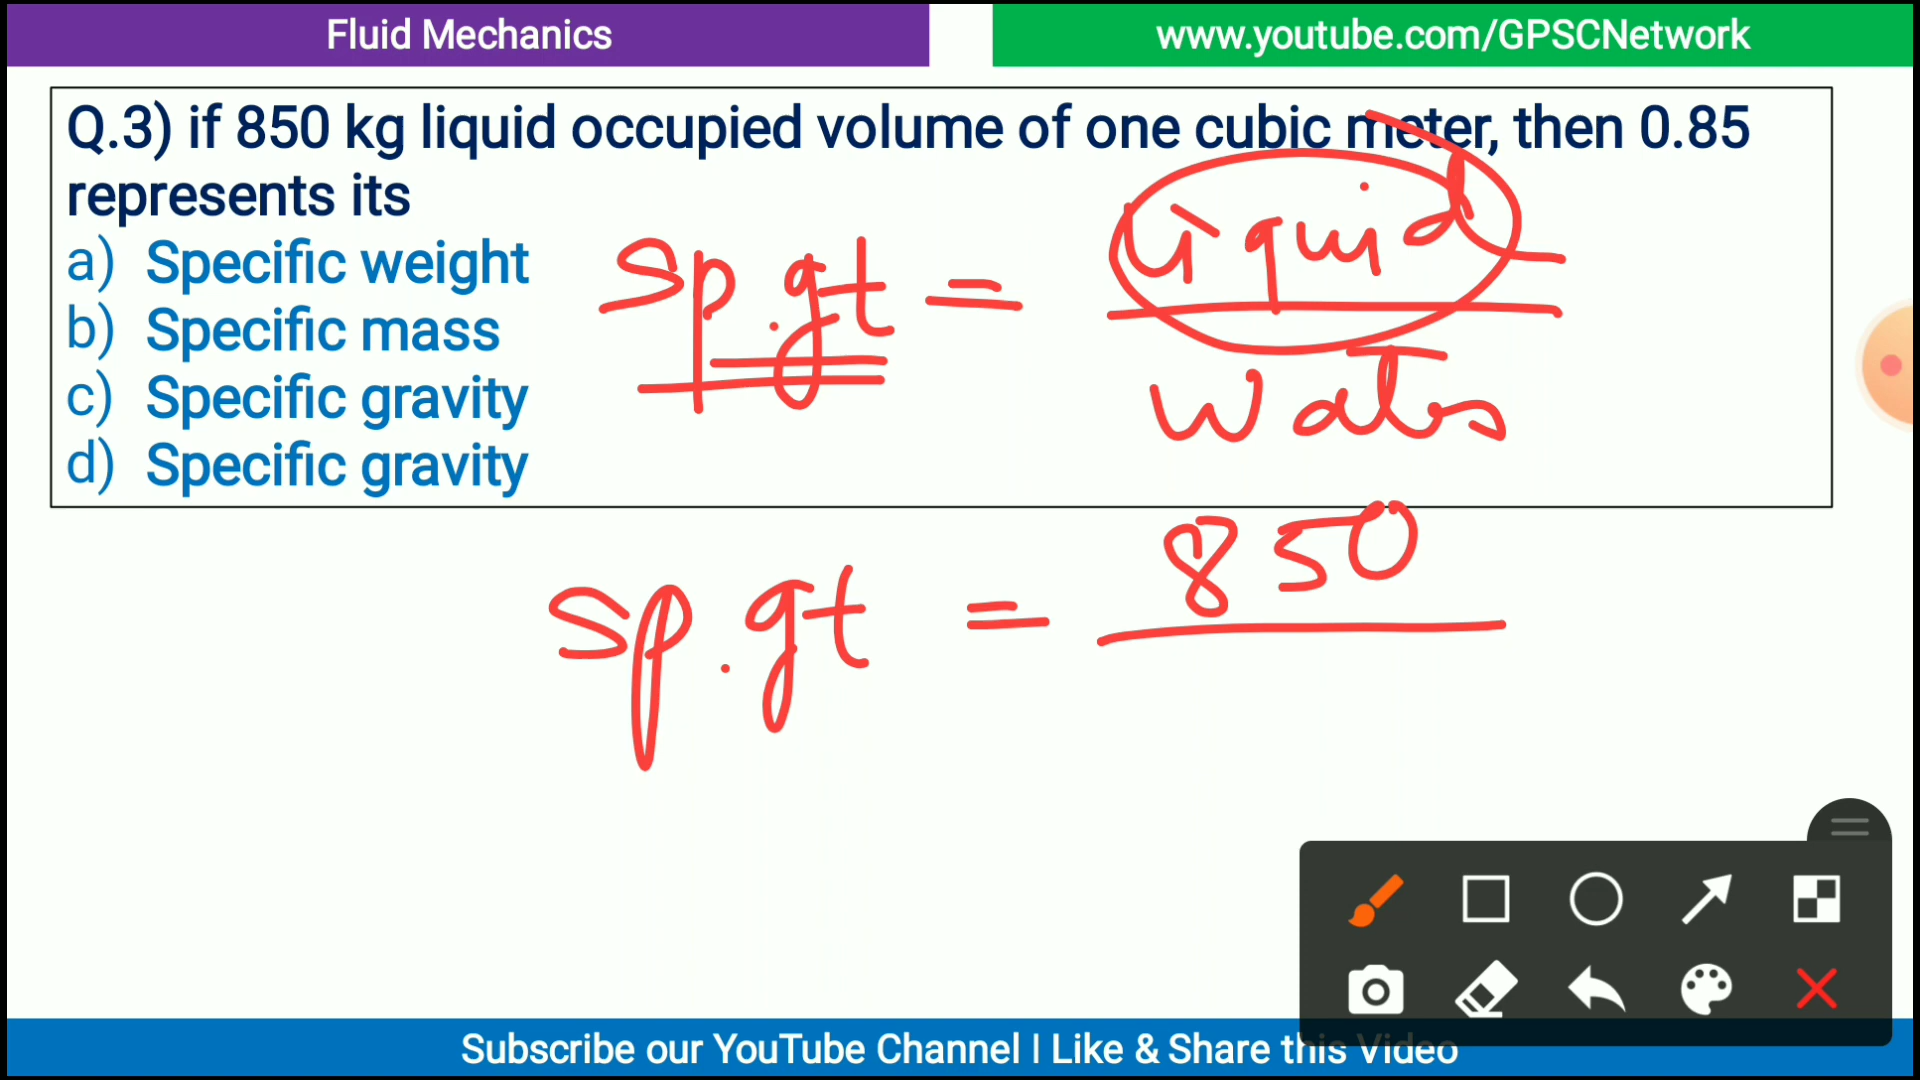 Fluid Mechanics
www.youtube.com/GPSCNetwork
Q.3) if 850 kg liquid occupied volume of one cubic meter, then 0.85
represents its
a) Specific weight
b) Specific mass
c) Specific gravity
d) Specific gravity
Sp.gt = Liquid
Water
Sp.gt = 850
Subscribe our YouTube Channel | Like & Share this Video